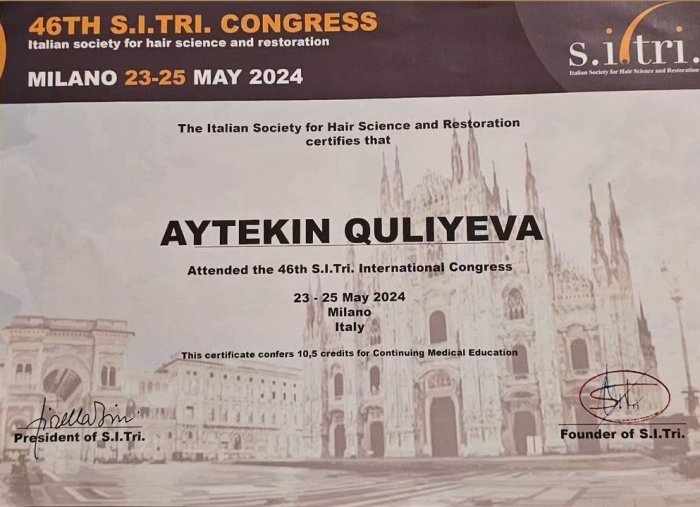 46TH S.I.TRI. CONGRESS
Italian society for hair science and restoration
MILANO 23-25 MAY 2024
s.i.tri.
Italian Society for Hair Science and Restoration
The Italian Society for Hair Science and Restoration
certifies that
AYTEKIN QULIYEVA
Attended the 46th S.I.Tri. International Congress
23 - 25 May 2024
Milano
Italy
This certificate confers 10,5 credits for Continuing Medical Education
President of S.I.Tri.
Founder of S.I.Tri.